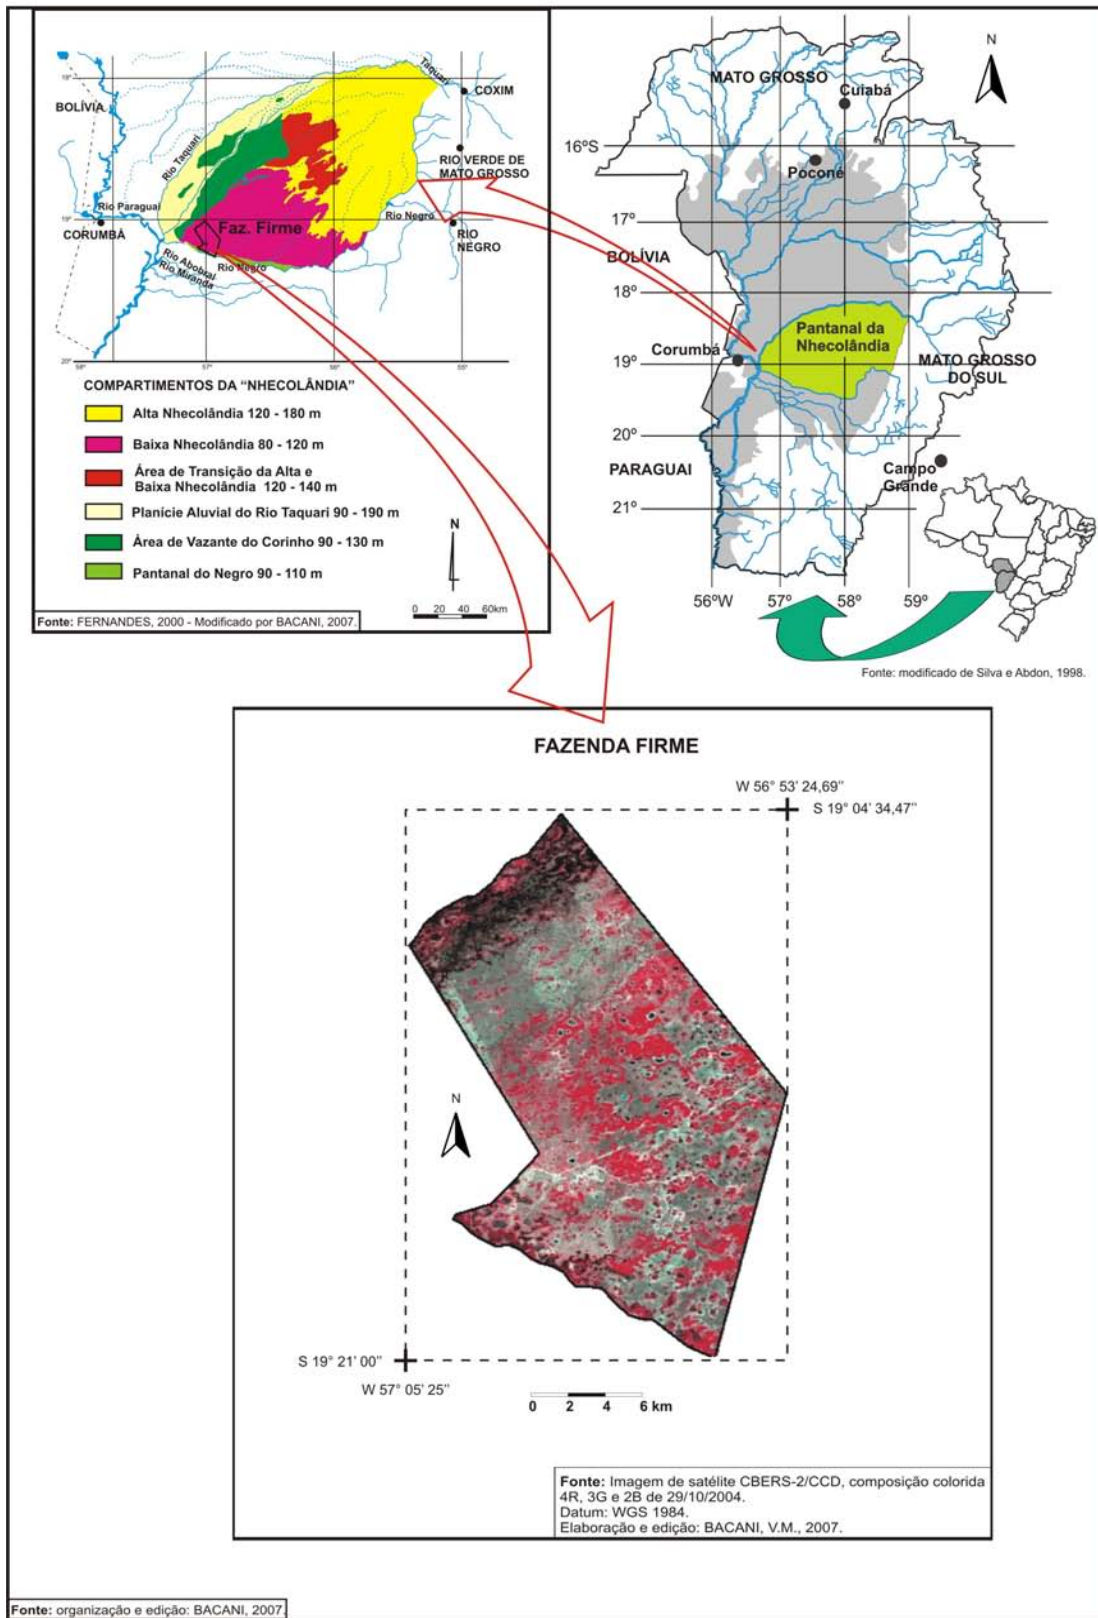 19°
Taquari
COXIM
BOLÍVIA
Rio Taquari
RIO VERDE DE
MATO GROSSO
Rio Paraguai
19°
CORUMBÁ
Faz. Firme
Rio Negro
RIO
NEGRO
Rio Abobral
Rio Miranda
Rio Negro
20°
58°
57°
56°
55°
COMPARTIMENTOS DA “NHECOLÂNDIA”
Alta Nhecolândia 120 - 180 m
Baixa Nhecolândia 80 - 120 m
Área de Transição da Alta e
Baixa Nhecolândia 120 - 140 m
Planície Aluvial do Rio Taquari 90 - 190 m
Área de Vazante do Corinho 90 - 130 m
Pantanal do Negro 90 - 110 m
N
0 20 40 60km
Fonte: FERNANDES, 2000 - Modificado por BACANI, 2007.
MATO GROSSO
Cuiabá
N
16°S
Poconé
17°
BOLÍVIA
18°
Pantanal da
Nhecolândia
Corumbá
19°
MATO GROSSO
DO SUL
20°
PARAGUAI
Campo
Grande
21°
56°W 57° 58° 59°
Fonte: modificado de Silva e Abdon, 1998.
FAZENDA FIRME
W 56° 53’ 24,69’’
S 19° 04’ 34,47’’
N
S 19° 21’ 00’’
W 57° 05’ 25’’
0 2 4 6 km
Fonte: Imagem de satélite CBERS-2/CCD, composição colorida
4R, 3G e 2B de 29/10/2004.
Datum: WGS 1984.
Elaboração e edição: BACANI, V.M., 2007.
Fonte: organização e edição: BACANI, 2007.